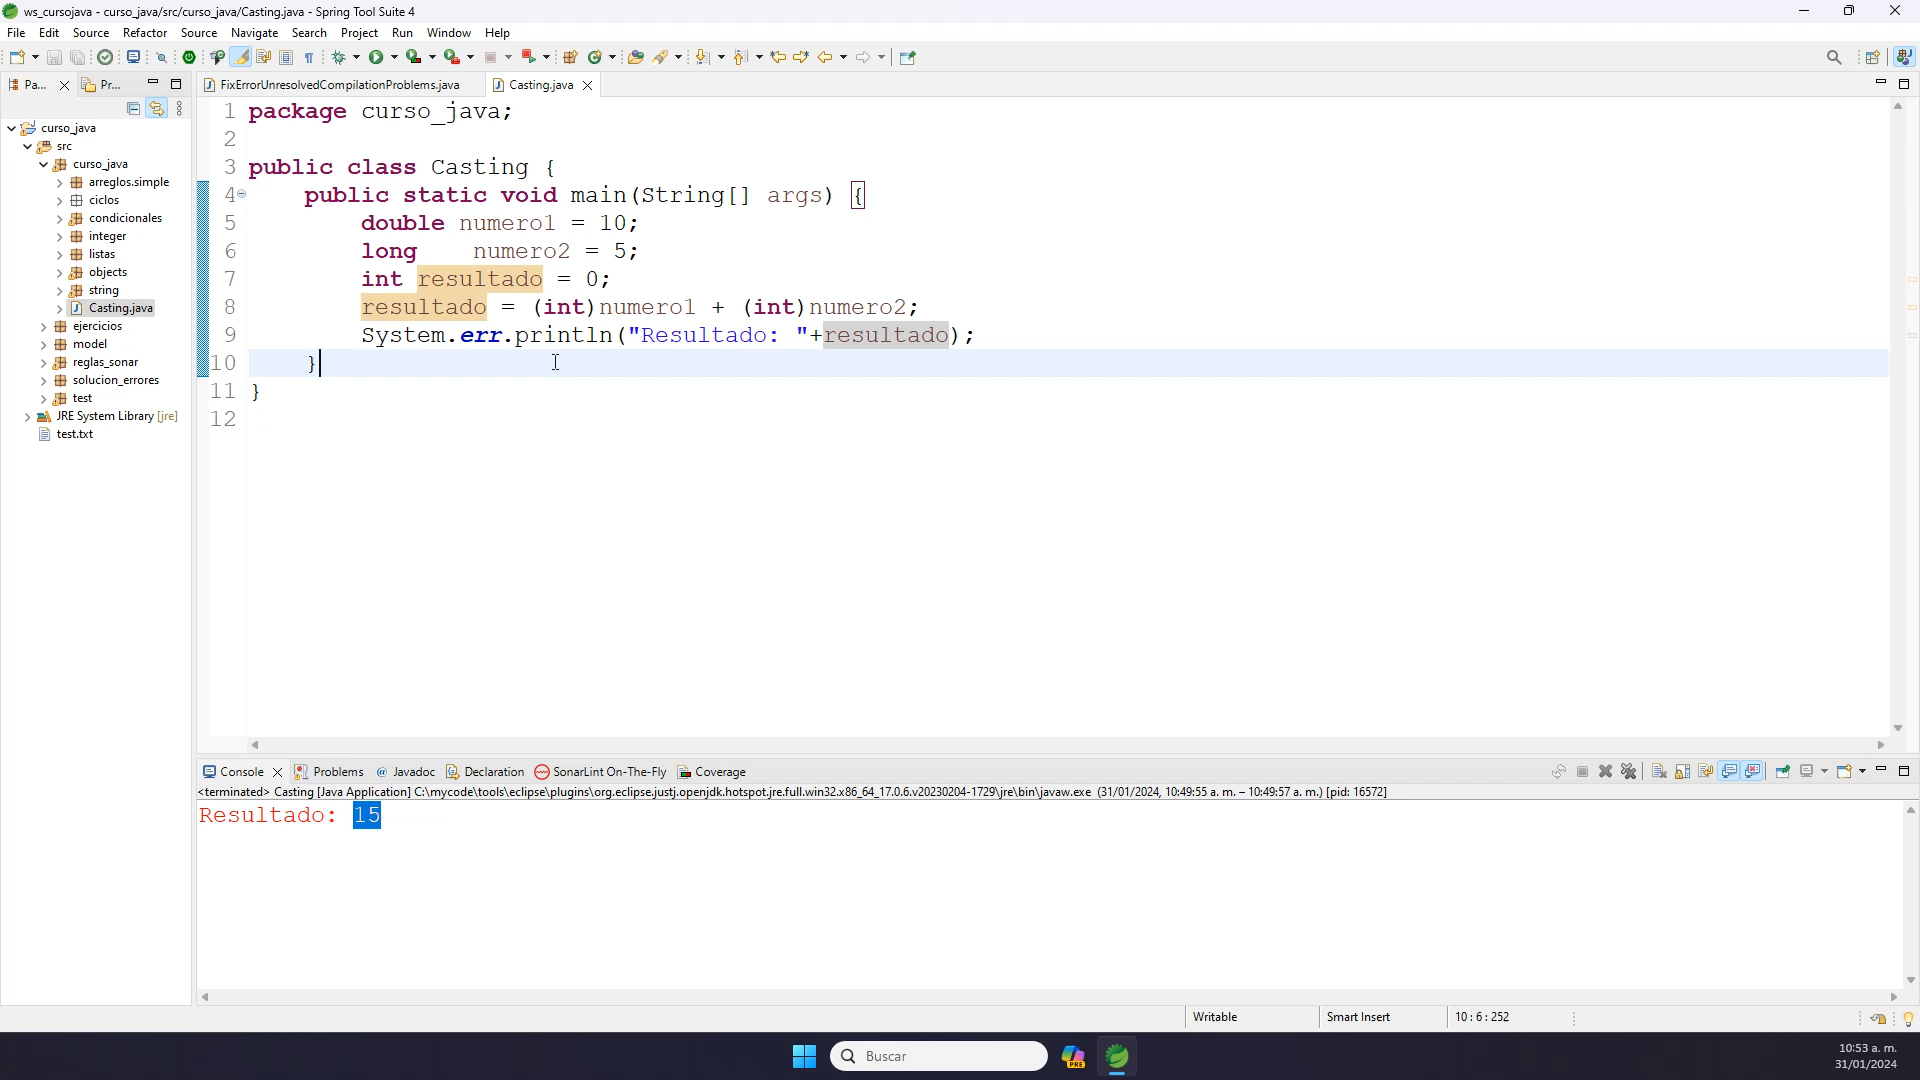 ws_cursojava - curso_java/src/curso_java/Casting.java - Spring Tool Suite 4
File Edit Source Refactor Source Navigate Search Project Run Window Help
Pa... Pr... FixErrorUnresolvedCompilationProblems.java Casting.java
curso_java
src
curso_java
arreglos.simple
ciclos
condicionales
integer
listas
objects
string
Casting.java
ejercicios
model
reglas_sonar
solucion_errores
test
JRE System Library [jre]
test.txt
1 package curso_java;
2
3 public class Casting {
4 public static void main(String[] args) {
5 double numero1 = 10;
6 long numero2 = 5;
7 int resultado = 0;
8 resultado = (int)numero1 + (int)numero2;
9 System.err.println("Resultado: "+resultado);
10 }
11 }
12
Console Problems Javadoc Declaration SonarLint On-The-Fly Coverage
<terminated> Casting [Java Application] C:\mycode\tools\eclipse\plugins\org.eclipse.justj.openjdk.hotspot.jre.full.win32.x86_64_17.0.6.v20230204-1729\jre\bin\javaw.exe (31/01/2024, 10:49:55 a. m. – 10:49:57 a. m.) [pid: 16572]
Resultado: 15
Writable Smart Insert 10 : 6 : 252
Buscar
PRE
10:53 a. m.
31/01/2024